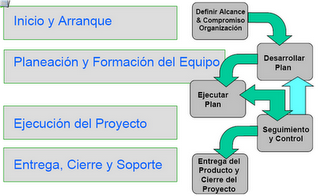 Inicio y Arranque
Planeación y Formación del Equipo
Ejecución del Proyecto
Entrega, Cierre y Soporte
Definir Alcance
& Compromiso
Organización
Desarrollar
Plan
Ejecutar
Plan
Seguimiento
y Control
Entrega del
Producto y
Cierre del
Proyecto